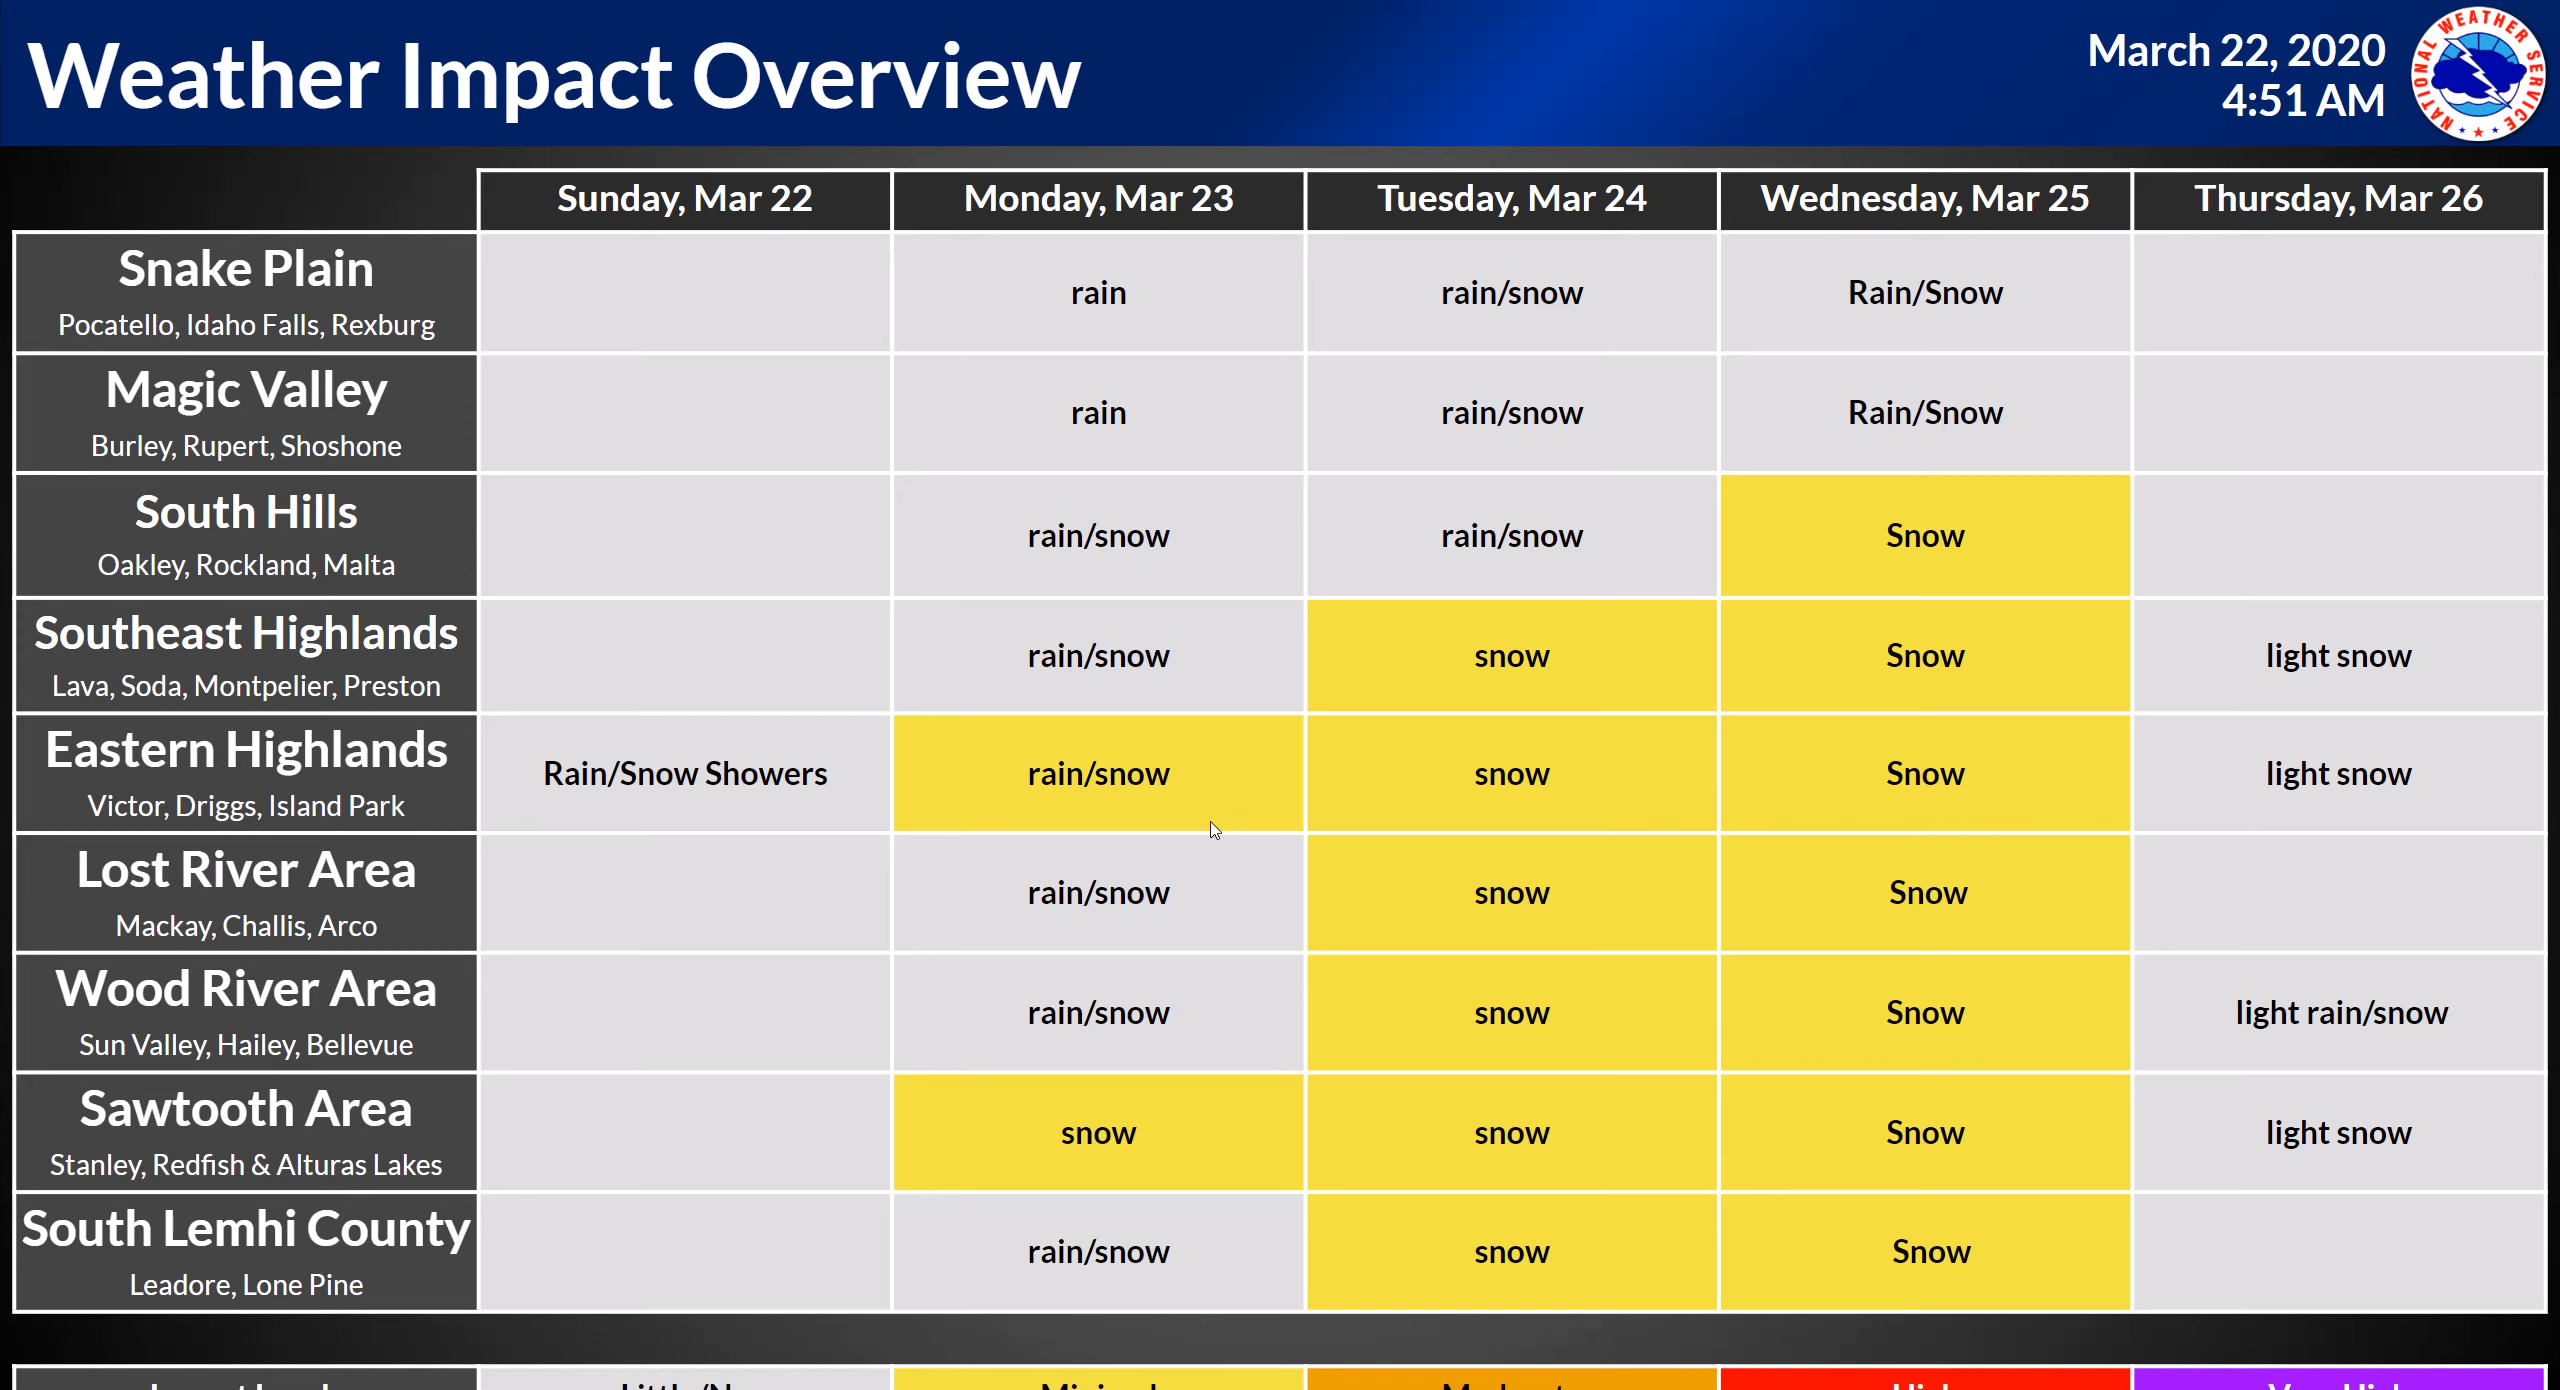 Weather Impact Overview
March 22, 2020
4:51 AM
NATIONAL WEATHER SERVICE
Sunday, Mar 22 Monday, Mar 23 Tuesday, Mar 24 Wednesday, Mar 25 Thursday, Mar 26
Snake Plain
Pocatello, Idaho Falls, Rexburg
rain rain/snow Rain/Snow
Magic Valley
Burley, Rupert, Shoshone
rain rain/snow Rain/Snow
South Hills
Oakley, Rockland, Malta
rain/snow rain/snow Snow
Southeast Highlands
Lava, Soda, Montpelier, Preston
rain/snow snow Snow light snow
Eastern Highlands
Victor, Driggs, Island Park
Rain/Snow Showers rain/snow snow Snow light snow
Lost River Area
Mackay, Challis, Arco
rain/snow snow Snow
Wood River Area
Sun Valley, Hailey, Bellevue
rain/snow snow Snow light rain/snow
Sawtooth Area
Stanley, Redfish & Alturas Lakes
snow snow Snow light snow
South Lemhi County
Leadore, Lone Pine
rain/snow snow Snow